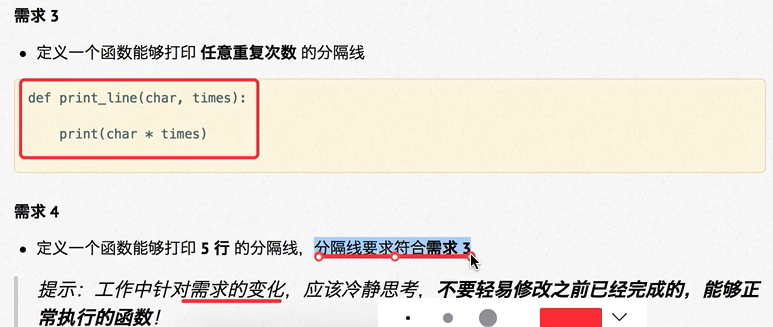 需求 3
• 定义一个函数能够打印 任意重复次数 的分隔线
def print_line(char, times):
print(char * times)
需求 4
• 定义一个函数能够打印 5 行 的分隔线，分隔线要求符合需求 3
提示：工作中针对需求的变化，应该冷静思考，不要轻易修改之前已经完成的，能够正
常执行的函数！